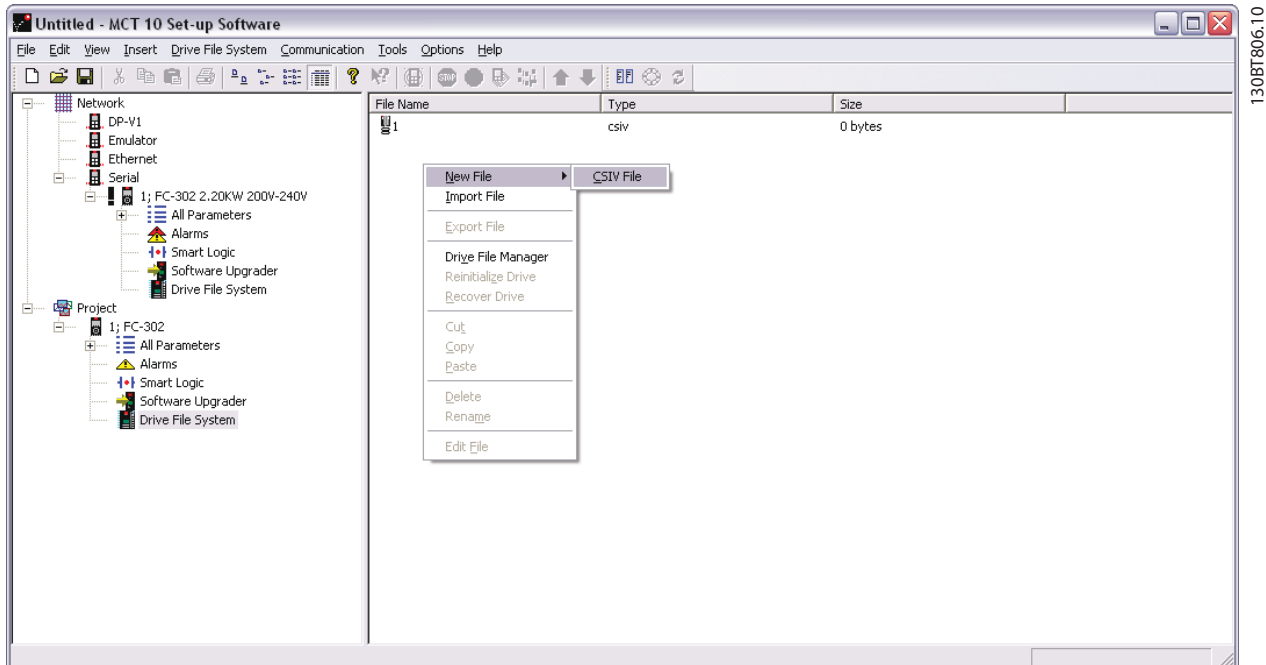 Untitled - MCT 10 Set-up Software
File Edit View Insert Drive File System Communication Tools Options Help
STOP
Network
DP-V1
Emulator
Ethernet
Serial
1; FC-302 2.20KW 200V-240V
All Parameters
Alarms
Smart Logic
Software Upgrader
Drive File System
Project
1; FC-302
All Parameters
Alarms
Smart Logic
Software Upgrader
Drive File System
File Name Type Size
1 csiv 0 bytes
New File CSIV File
Import File
Export File
Drive File Manager
Reinitialize Drive
Recover Drive
Cut
Copy
Paste
Delete
Rename
Edit File
130BT806.10